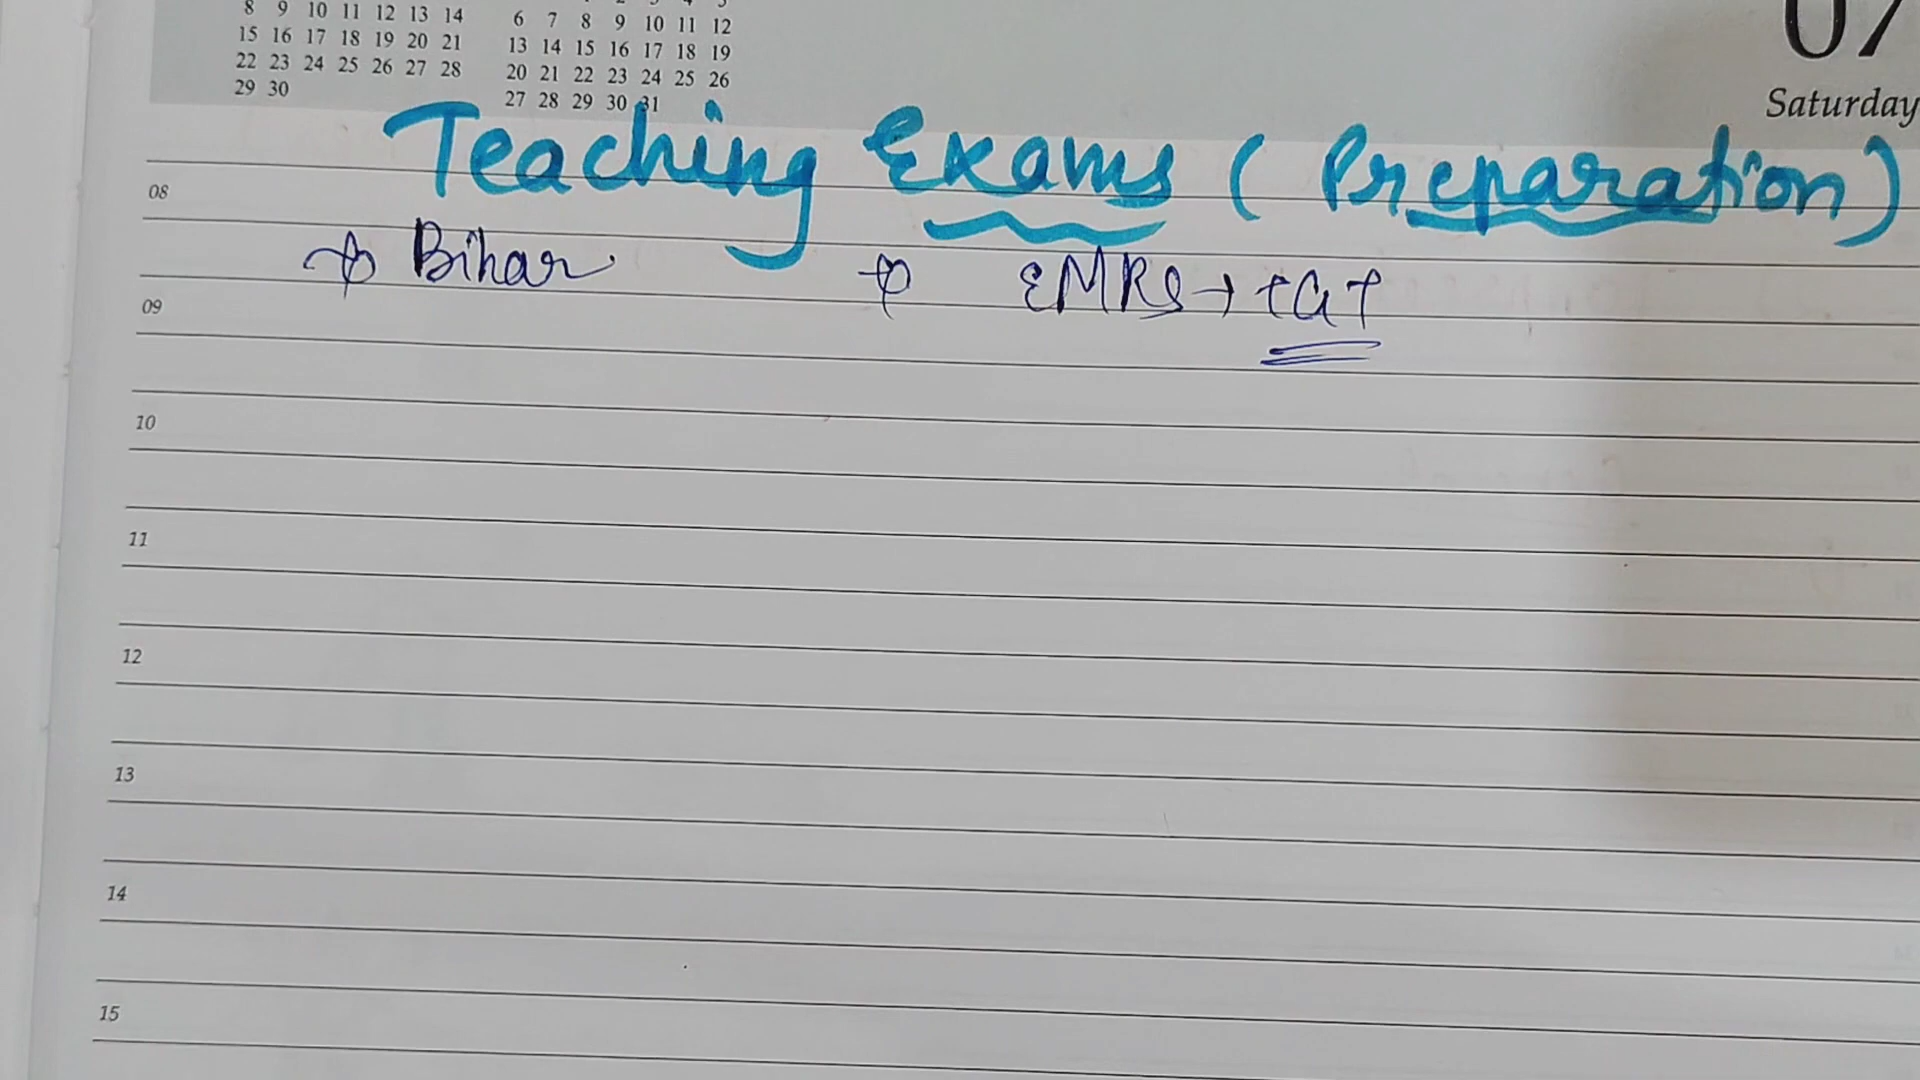 8 9 10 11 12 13 14
15 16 17 18 19 20 21
22 23 24 25 26 27 28
29 30
6 7 8 9 10 11 12
13 14 15 16 17 18 19
20 21 22 23 24 25 26
27 28 29 30 31
07
Saturday
Teaching Exams ( Preparation )
08
Bihar EMRS → TGT
09
10
11
12
13
14
15